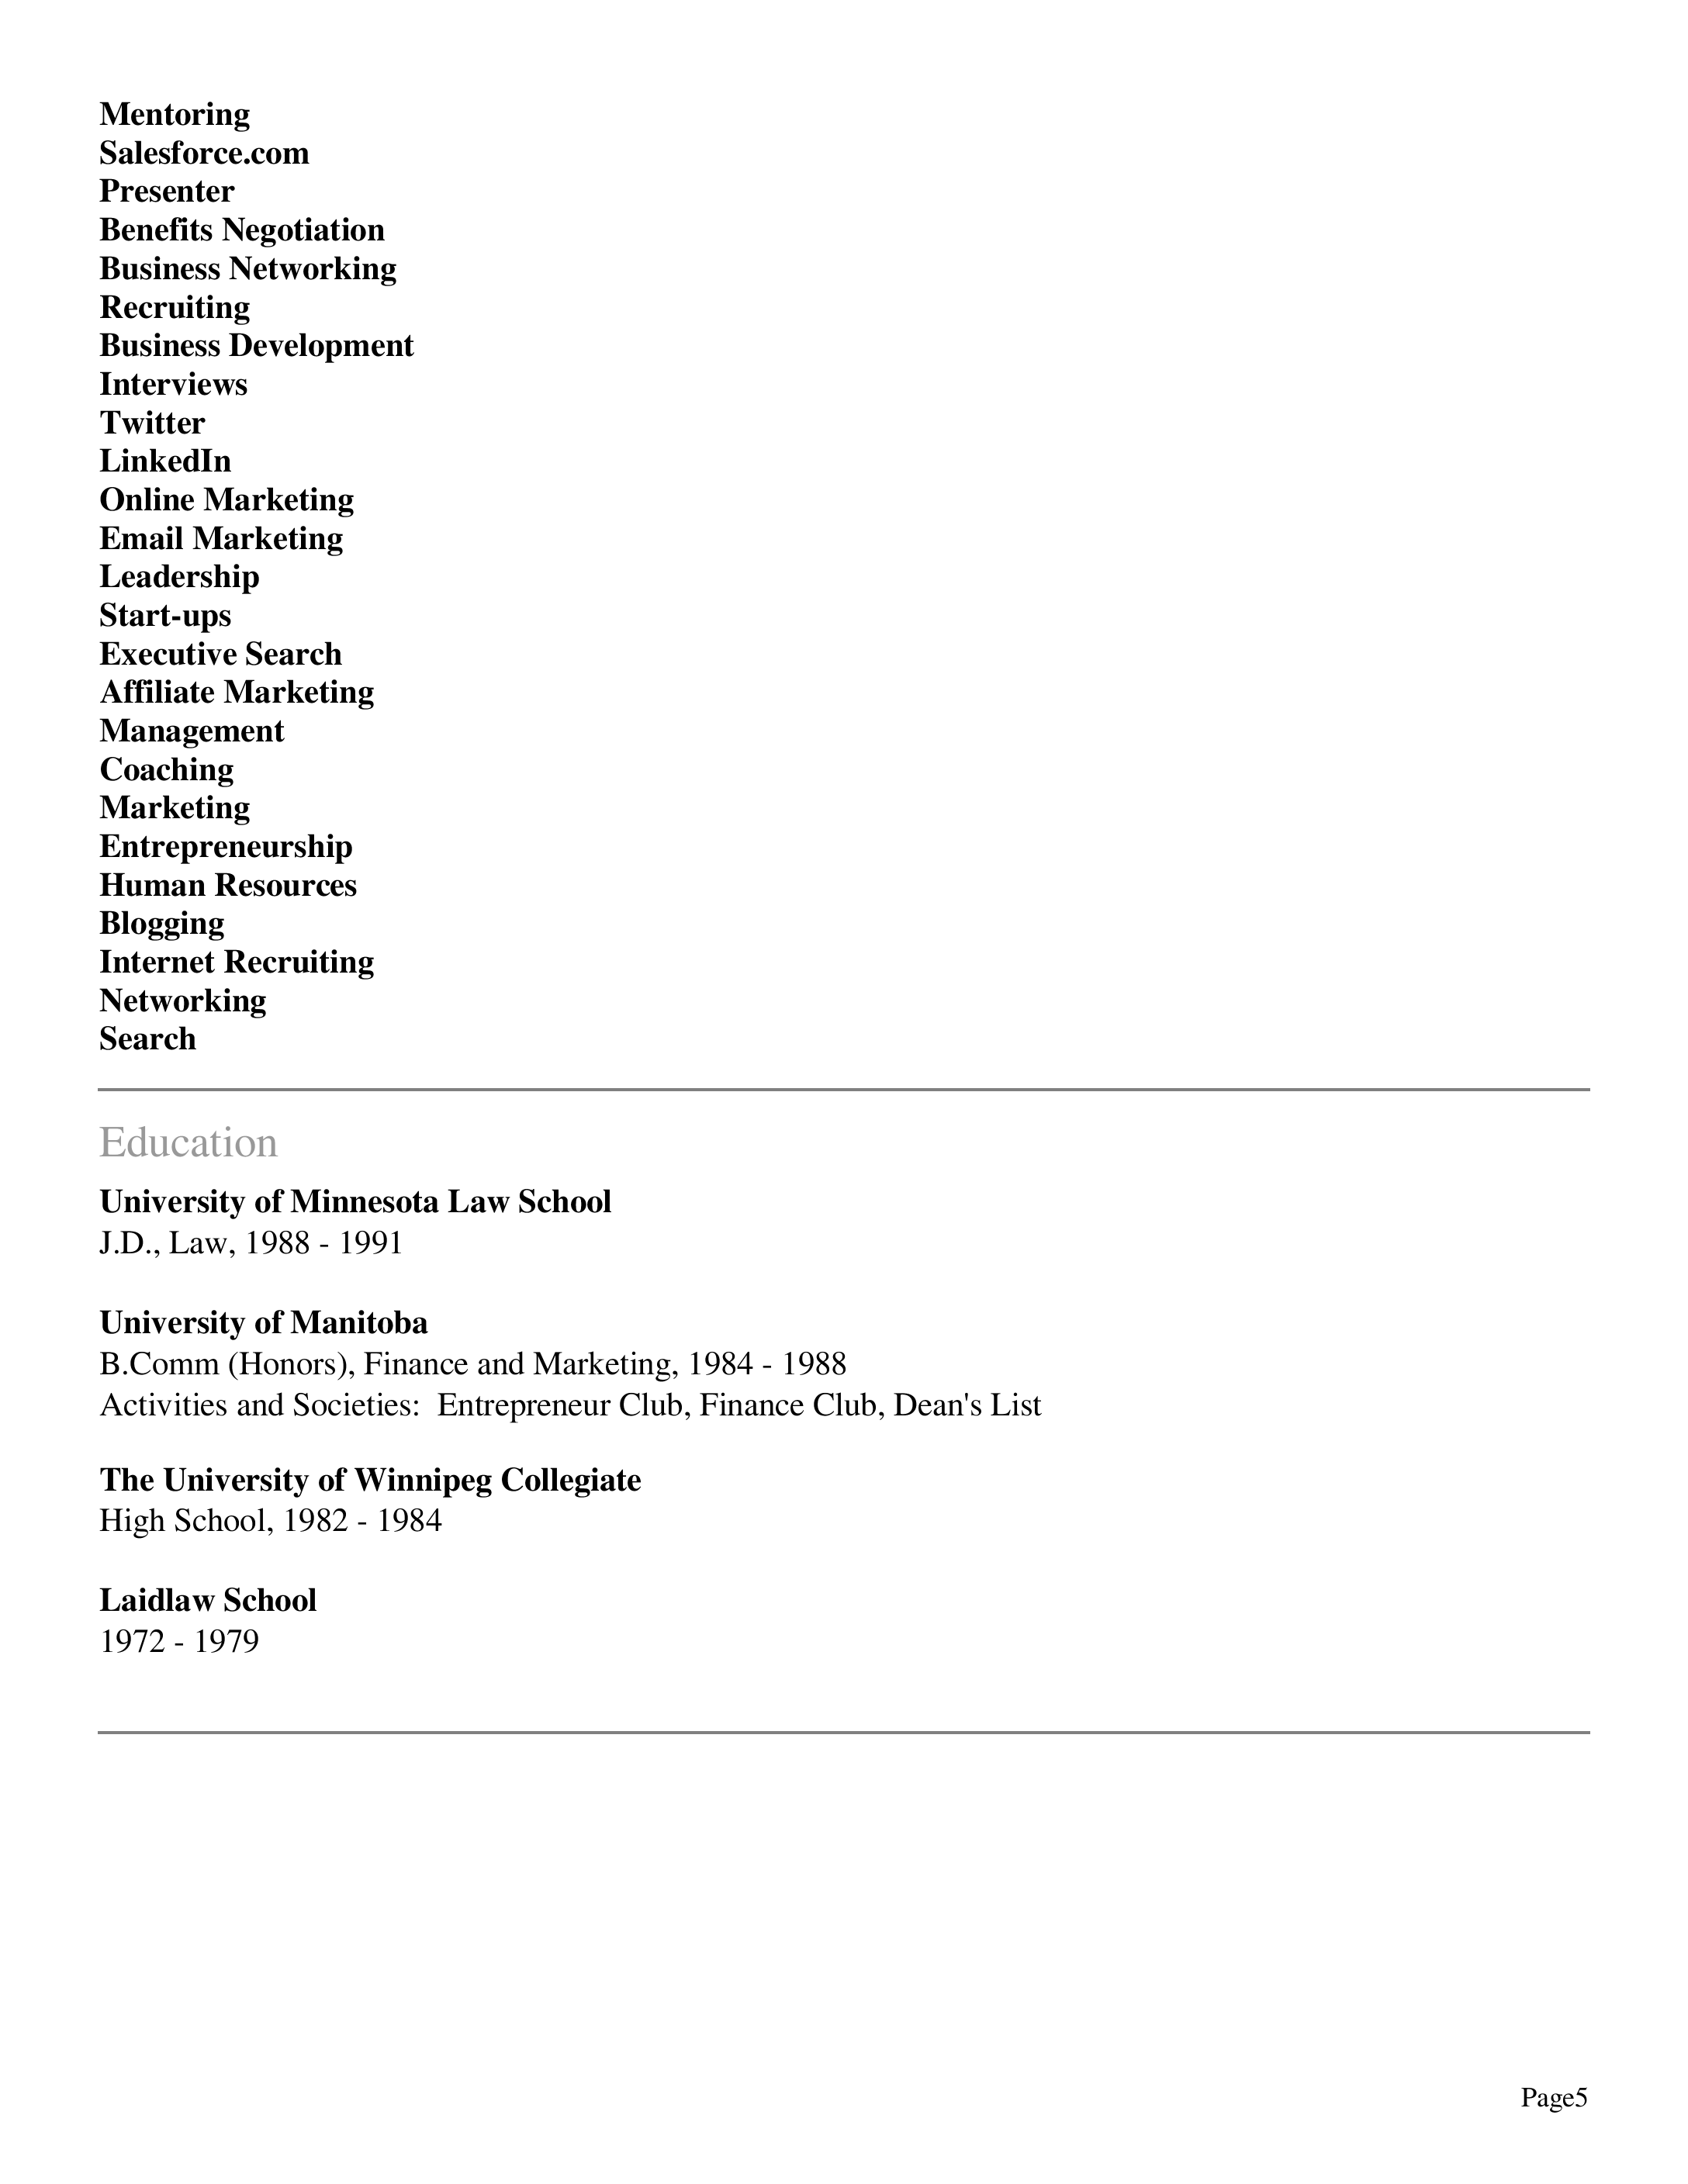 Mentoring
Salesforce.com
Presenter
Benefits Negotiation
Business Networking
Recruiting
Business Development
Interviews
Twitter
LinkedIn
Online Marketing
Email Marketing
Leadership
Start-ups
Executive Search
Affiliate Marketing
Management
Coaching
Marketing
Entrepreneurship
Human Resources
Blogging
Internet Recruiting
Networking
Search
Education
University of Minnesota Law School
J.D., Law, 1988 - 1991
University of Manitoba
B.Comm (Honors), Finance and Marketing, 1984 - 1988
Activities and Societies:  Entrepreneur Club, Finance Club, Dean's List
The University of Winnipeg Collegiate
High School, 1982 - 1984
Laidlaw School
1972 - 1979
Page5